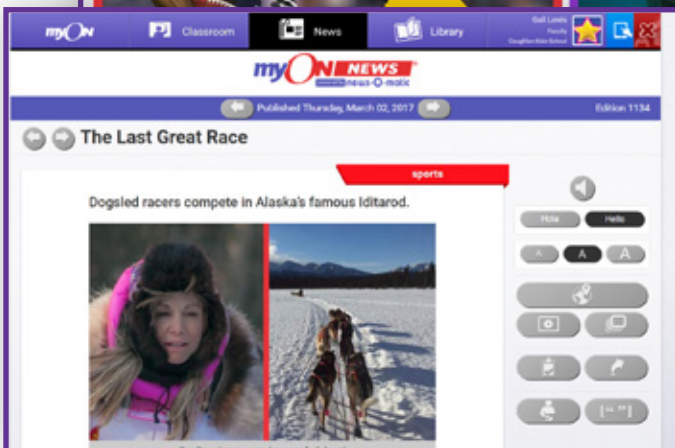 myON
Classroom
News
Library
Gail Lewis
Faculty
myON NEWS
news-O-matic
Published Thursday, March 02, 2017
Edition 1134
The Last Great Race
sports
Dogsled racers compete in Alaska's famous Iditarod.
Hola
Hello
A
A
A
[“ ”]